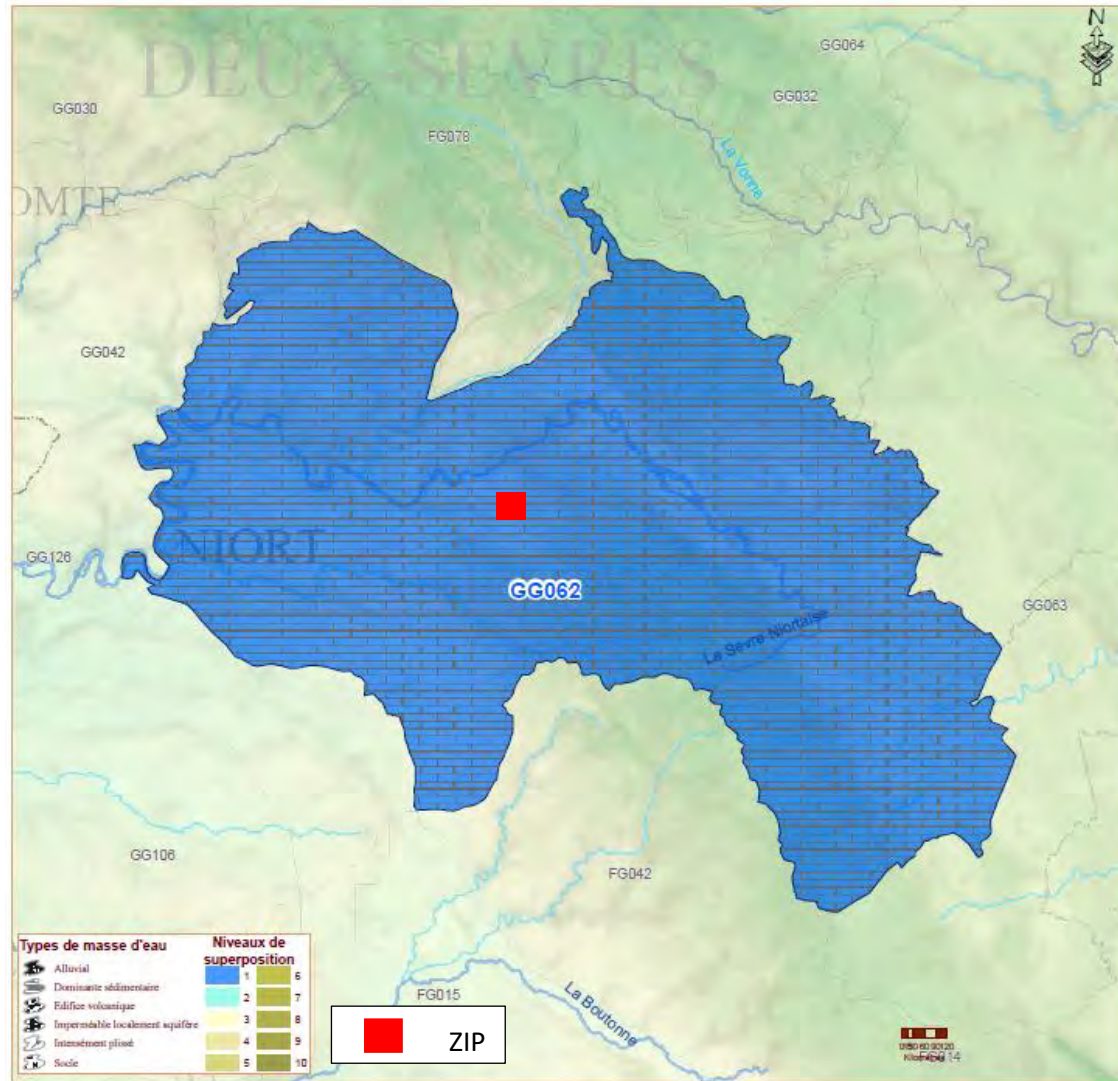 N
GG064
DEUX SEVRES
GG032
GG030
FG078
La Vonne
OMTE
GG042
NIORT
GG126
GG062
GG063
La Sèvre Niortaise
GG106
FG042
FG015
La Boutonne
FG014
Types de masse d'eau
Alluvial
Dominante sédimentaire
Edifice volcanique
Imperméable localement aquifère
Intensément plissé
Socle
Niveaux de
superposition
1 6
2 7
3 8
4 9
5 10
ZIP